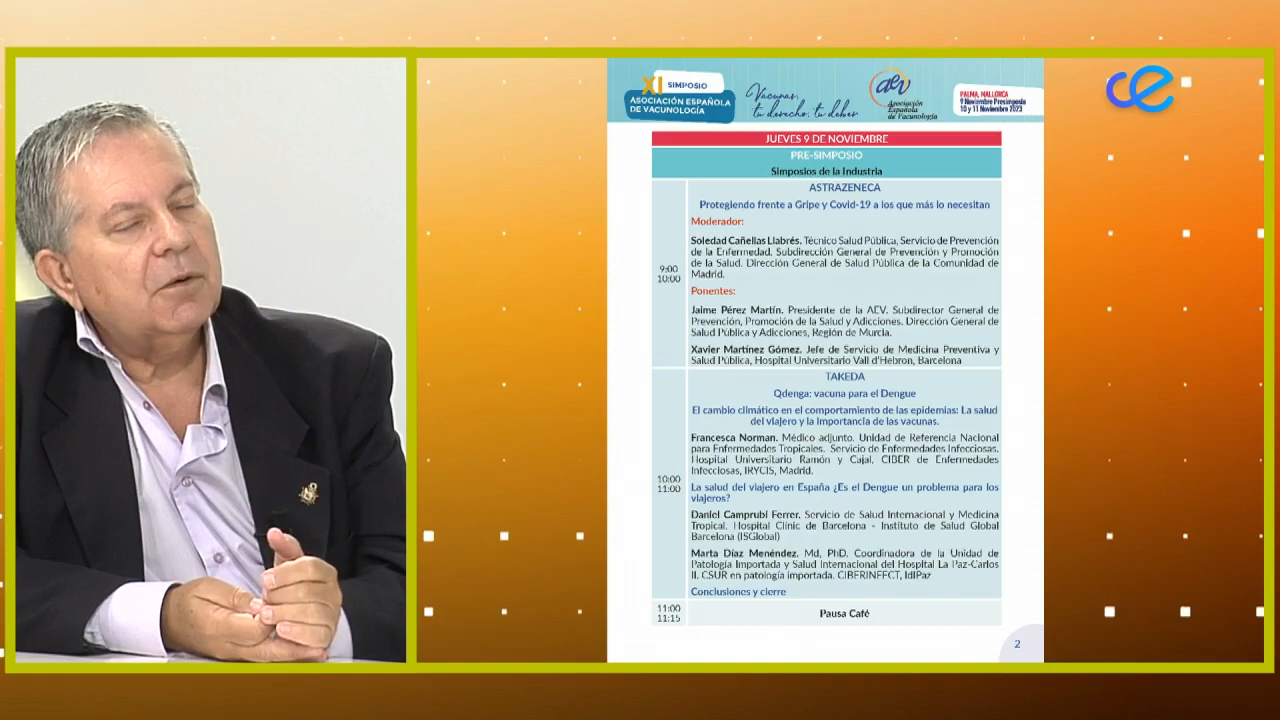 XI SIMPOSIO
ASOCIACIÓN ESPAÑOLA
DE VACUNOLOGÍA
Vacunas,
tu derecho, tu deber
aev
Asociación
Española
de Vacunología
PALMA, MALLORCA
9 Noviembre Presimposio
10 y 11 Noviembre 2023
ce
JUEVES 9 DE NOVIEMBRE
PRE-SIMPOSIO
Simposios de la Industria
9:00
10:00
ASTRAZENECA
Protegiendo frente a Gripe y Covid-19 a los que más lo necesitan
Moderador:
Soledad Cañellas Llabrés. Técnico Salud Pública, Servicio de Prevención
de la Enfermedad, Subdirección General de Prevención y Promoción
de la Salud. Dirección General de Salud Pública de la Comunidad de
Madrid.
Ponentes:
Jaime Pérez Martín. Presidente de la AEV. Subdirector General de
Prevención, Promoción de la Salud y Adicciones. Dirección General de
Salud Pública y Adicciones, Región de Murcia.
Xavier Martínez Gómez. Jefe de Servicio de Medicina Preventiva y
Salud Pública, Hospital Universitario Vall d'Hebron, Barcelona
10:00
11:00
TAKEDA
Qdenga: vacuna para el Dengue
El cambio climático en el comportamiento de las epidemias: La salud
del viajero y la importancia de las vacunas.
Francesca Norman. Médico adjunto. Unidad de Referencia Nacional
para Enfermedades Tropicales. Servicio de Enfermedades Infecciosas.
Hospital Universitario Ramón y Cajal, CIBER de Enfermedades
Infecciosas, IRYCIS, Madrid.
La salud del viajero en España ¿Es el Dengue un problema para los
viajeros?
Daniel Camprubí Ferrer. Servicio de Salud Internacional y Medicina
Tropical. Hospital Clínic de Barcelona - Instituto de Salud Global
Barcelona (ISGlobal)
Marta Díaz Menéndez. Md, PhD. Coordinadora de la Unidad de
Patología Importada y Salud Internacional del Hospital La Paz-Carlos
II. CSUR en patología importada. CIBERINFECT, IdiPaz
Conclusiones y cierre
11:00
11:15
Pausa Café
2